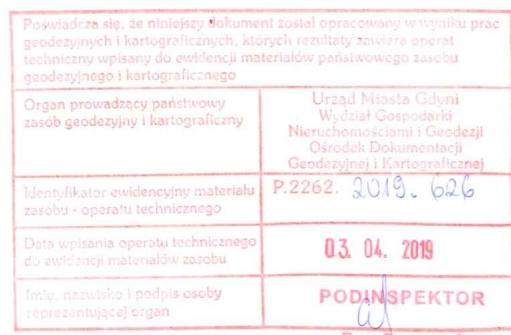 Poświadcza się, że niniejszy dokument został opracowany w wyniku prac
geodezyjnych i kartograficznych, których rezultaty zawiera operat
techniczny wpisany do ewidencji materiałów państwowego zasobu
geodezyjnego i kartograficznego
Organ prowadzący państwowy
zasób geodezyjny i kartograficzny
Urząd Miasta Gdyni
Wydział Gospodarki
Nieruchomościami i Geodezji
Ośrodek Dokumentacji
Geodezyjnej i Kartograficznej
Identyfikator ewidencyjny materiału
zasobu - operatu technicznego
P.2262. 2019. 626
Data wpisania operatu technicznego
do ewidencji materiałów zasobu
03. 04. 2019
Imię, nazwisko i podpis osoby
reprezentującej organ
PODINSPEKTOR